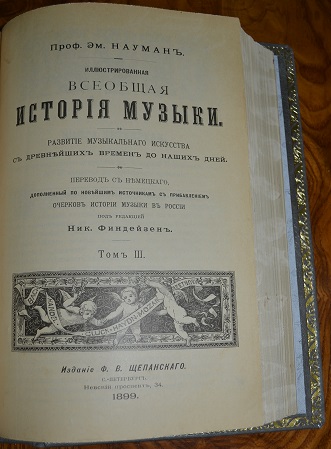 Проф. Эм. НАУМАНЪ.
ИЛЛЮСТРИРОВАННАЯ
ВСЕОБЩАЯ
ИСТОРІЯ МУЗЫКИ.
РАЗВИТІЕ МУЗЫКАЛЬНАГО ИСКУССТВА
СЪ ДРЕВНѢЙШИХЪ ВРЕМЕНЪ ДО НАШИХЪ ДНЕЙ.
ПЕРЕВОДЪ СЪ НѢМЕЦКАГО,
ДОПОЛНЕННЫЙ ПО НОВѢЙШИМЪ ИСТОЧНИКАМЪ СЪ ПРИБАВЛЕНІЕМЪ
ОЧЕРКОВЪ ИСТОРІИ МУЗЫКИ ВЪ РОССІИ
ПОДЪ РЕДАКЦІЕЙ
Ник. Финдейзенъ.
Томъ III.
Изданіе Ф. В. ЩЕПАНСКАГО.
С.-ПЕТЕРБУРГЪ.
Невский проспектъ, 34.
1899.